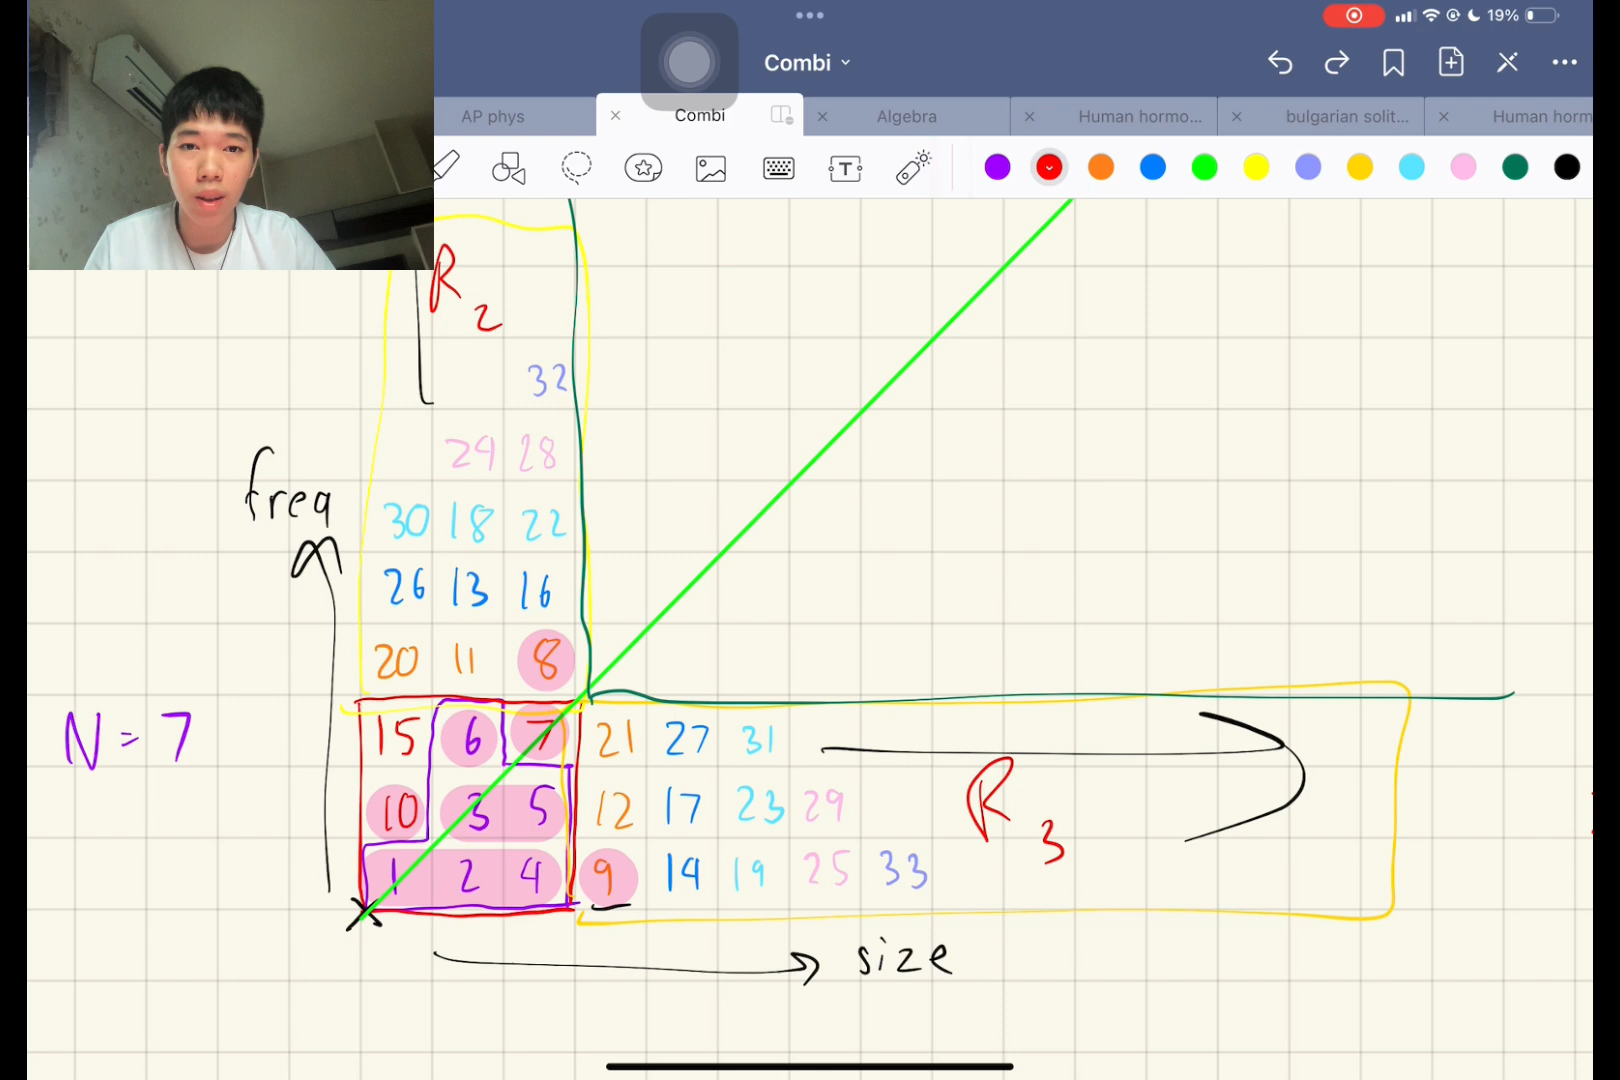 19%
Combi
AP phys
Combi
Algebra
Human hormo...
bulgarian solit...
Human horm
T
R2
32
29 28
30 18 22
freq
26 13 16
20 11 8
N = 7
15 6 7 21 27 31
10 3 5 12 17 23 29
R3
1 2 4 9 14 19 25 33
size